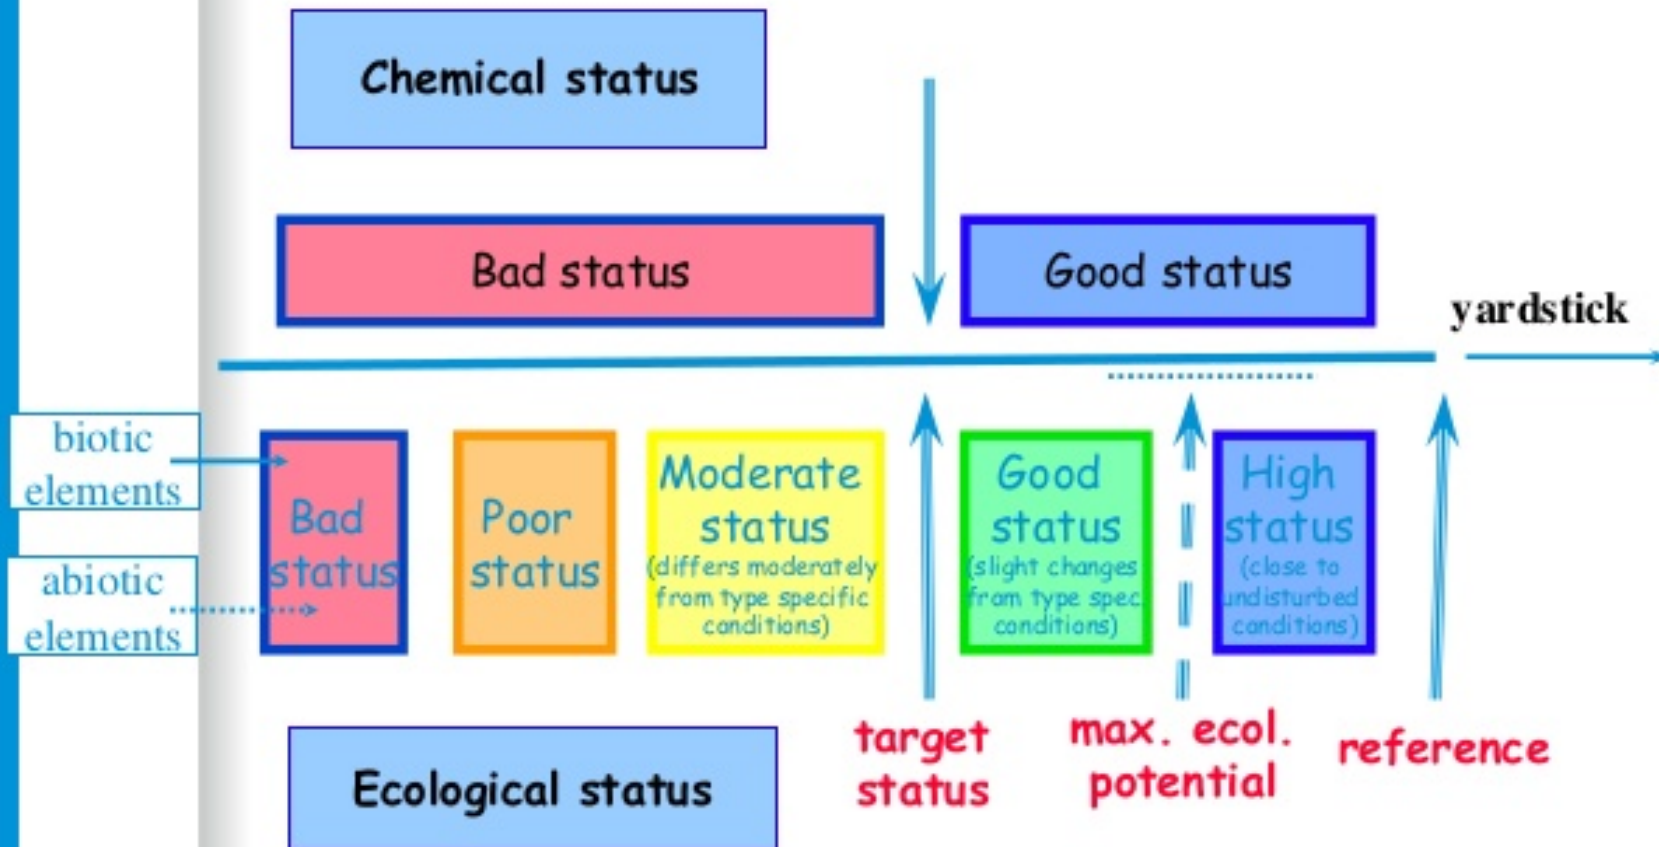 Chemical status
Bad status
Good status
yardstick
biotic
elements
abiotic
elements
Bad
status
Poor
status
Moderate
status
(differs moderately
from type specific
conditions)
Good
status
(slight changes
from type spec
conditions)
High
status
(close to
undisturbed
conditions)
target
status
max. ecol.
potential
reference
Ecological status